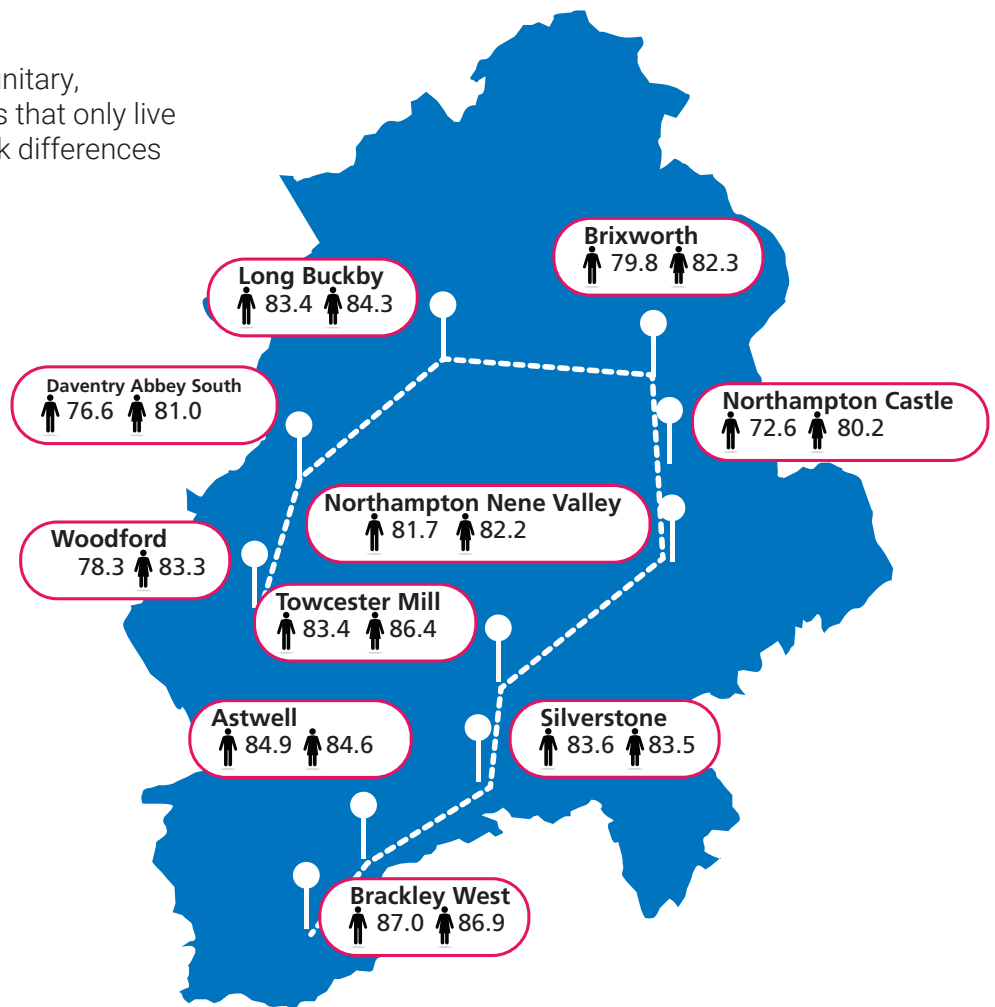 nitary,
s that only live
k differences
Brixworth
79.8 82.3
Long Buckby
83.4 84.3
Daventry Abbey South
76.6 81.0
Northampton Castle
72.6 80.2
Northampton Nene Valley
81.7 82.2
Woodford
78.3 83.3
Towcester Mill
83.4 86.4
Astwell
84.9 84.6
Silverstone
83.6 83.5
Brackley West
87.0 86.9